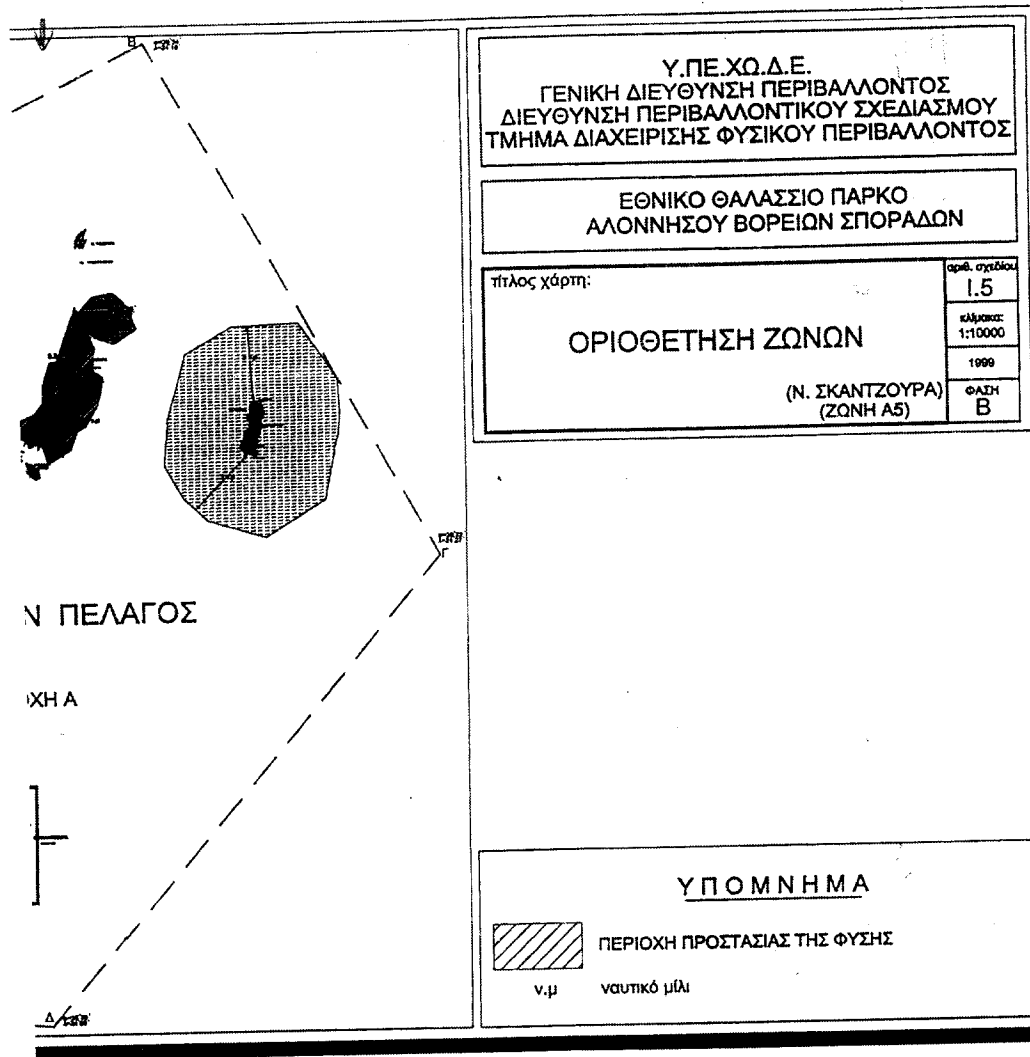 Β
Υ.ΠΕ.ΧΩ.Δ.Ε.
ΓΕΝΙΚΗ ΔΙΕΥΘΥΝΣΗ ΠΕΡΙΒΑΛΛΟΝΤΟΣ
ΔΙΕΥΘΥΝΣΗ ΠΕΡΙΒΑΛΛΟΝΤΙΚΟΥ ΣΧΕΔΙΑΣΜΟΥ
ΤΜΗΜΑ ΔΙΑΧΕΙΡΙΣΗΣ ΦΥΣΙΚΟΥ ΠΕΡΙΒΑΛΛΟΝΤΟΣ
ΕΘΝΙΚΟ ΘΑΛΑΣΣΙΟ ΠΑΡΚΟ
ΑΛΟΝΝΗΣΟΥ ΒΟΡΕΙΩΝ ΣΠΟΡΑΔΩΝ
τίτλος χάρτη:
ΟΡΙΟΘΕΤΗΣΗ ΖΩΝΩΝ
(Ν. ΣΚΑΝΤΖΟΥΡΑ)
(ΖΩΝΗ Α5)
αριθ. σχεδίου
Ι.5
κλίμακα:
1:10000
1999
ΦΑΣΗ
Β
Γ
Ν ΠΕΛΑΓΟΣ
ΧΗ Α
Δ
ΥΠΟΜΝΗΜΑ
ΠΕΡΙΟΧΗ ΠΡΟΣΤΑΣΙΑΣ ΤΗΣ ΦΥΣΗΣ
ν.μ ναυτικό μίλι